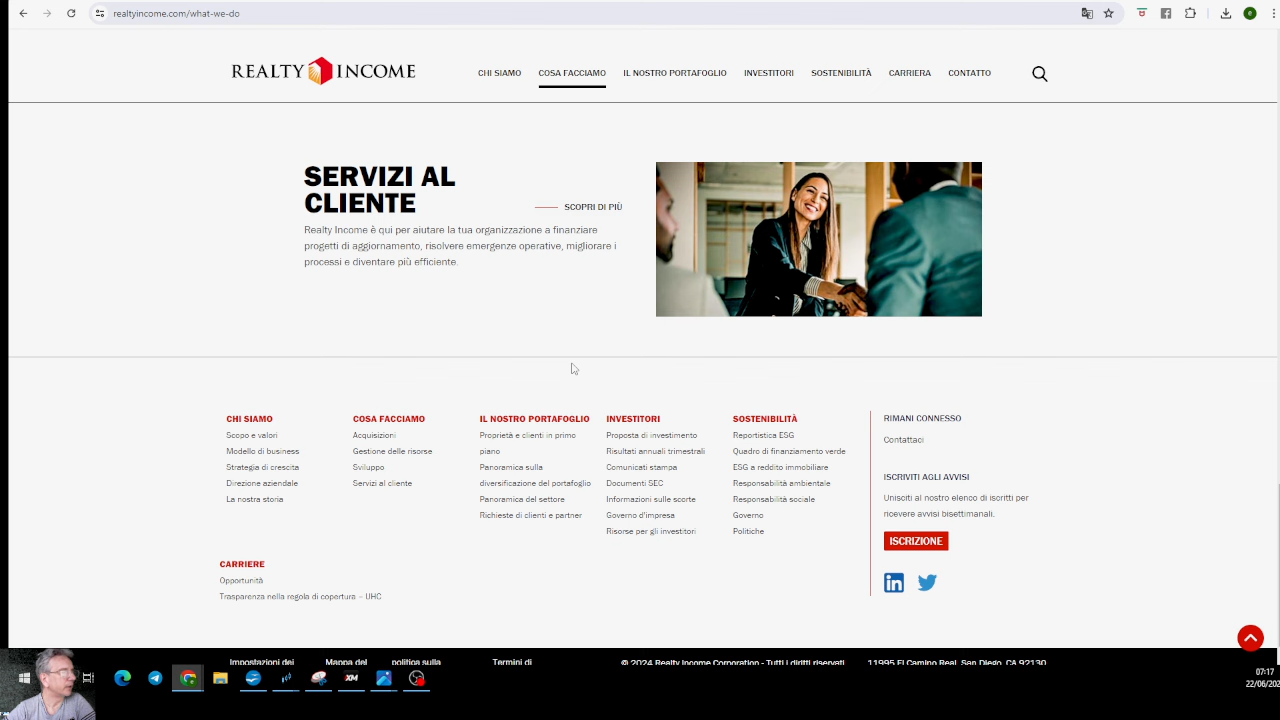 realtyincome.com/what-we-do
REALTY INCOME
CHI SIAMO
COSA FACCIAMO
IL NOSTRO PORTAFOGLIO
INVESTITORI
SOSTENIBILITÀ
CARRIERA
CONTATTO
SERVIZI AL
CLIENTE
SCOPRI DI PIÙ
Realty Income è qui per aiutare la tua organizzazione a finanziare
progetti di aggiornamento, risolvere emergenze operative, migliorare i
processi e diventare più efficiente.
CHI SIAMO
Scopo e valori
Modello di business
Strategia di crescita
Direzione aziendale
La nostra storia
COSA FACCIAMO
Acquisizioni
Gestione delle risorse
Sviluppo
Servizi al cliente
IL NOSTRO PORTAFOGLIO
Proprietà e clienti in primo
piano
Panoramica sulla
diversificazione del portafoglio
Panoramica del settore
Richieste di clienti e partner
INVESTITORI
Proposta di investimento
Risultati annuali trimestrali
Comunicati stampa
Documenti SEC
Informazioni sulle scorte
Governo d'impresa
Risorse per gli investitori
SOSTENIBILITÀ
Reportistica ESG
Quadro di finanziamento verde
ESG a reddito immobiliare
Responsabilità ambientale
Responsabilità sociale
Governo
Politiche
RIMANI CONNESSO
Contattaci
ISCRIVITI AGLI AVVISI
Unisciti al nostro elenco di iscritti per
ricevere avvisi bisettimanali.
ISCRIZIONE
in
CARRIERE
Opportunità
Trasparenza nella regola di copertura – UHC
Impostazioni dei
Mappa del
politica sulla
Termini di
© 2024 Realty Income Corporation - Tutti i diritti riservati
11995 El Camino Real, San Diego, CA 92130
e
XM
07:17
22/06/202